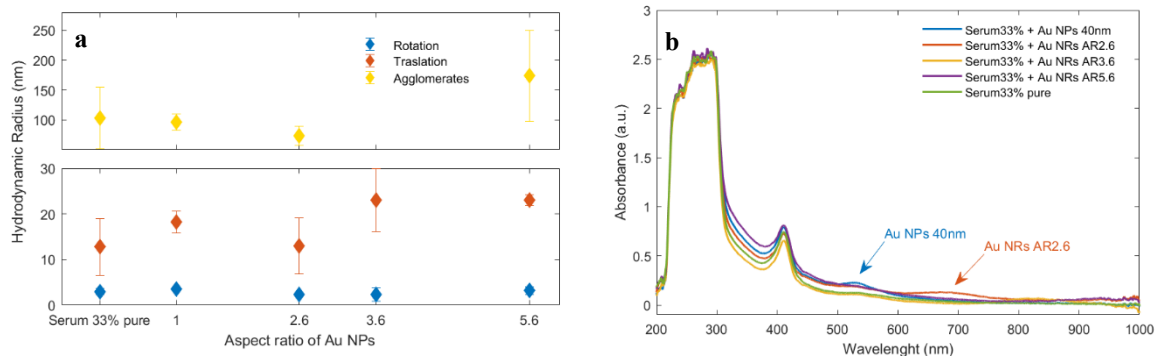 a
Hydrodynamic Radius (nm)
250
200
150
100
30
20
10
0
Rotation
Traslation
Agglomerates
Serum 33% pure 1 2.6 3.6 5.6
Aspect ratio of Au NPs
b
Absorbance (a.u.)
3
2.5
2
1.5
1
0.5
0
Serum33% + Au NPs 40nm
Serum33% + Au NRs AR2.6
Serum33% + Au NRs AR3.6
Serum33% + Au NRs AR5.6
Serum33% pure
Au NPs 40nm
Au NRs AR2.6
200 300 400 500 600 700 800 900 1000
Wavelenght (nm)